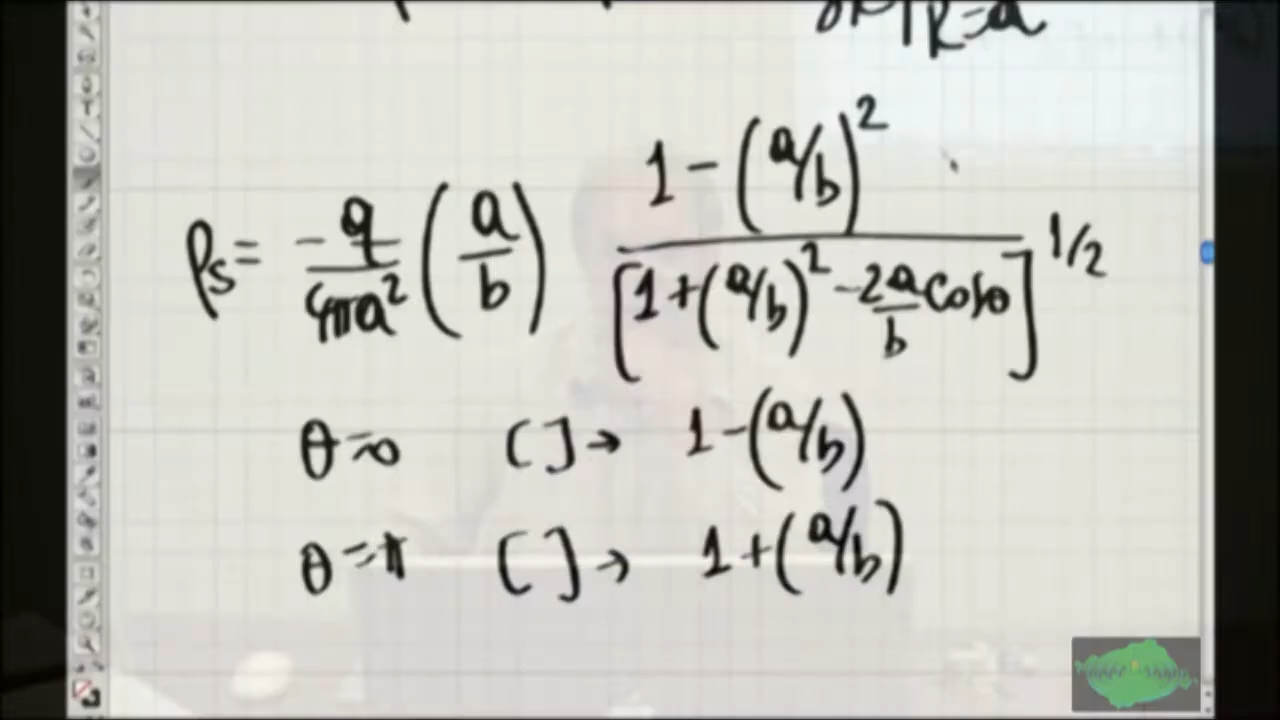 R=a
ρs = -q/4πa² (a/b) 1-(a/b)² / [1+(a/b)²-2a/b cosθ]^1/2
θ=0 [ ]→ 1-(a/b)
θ=π [ ]→ 1+(a/b)